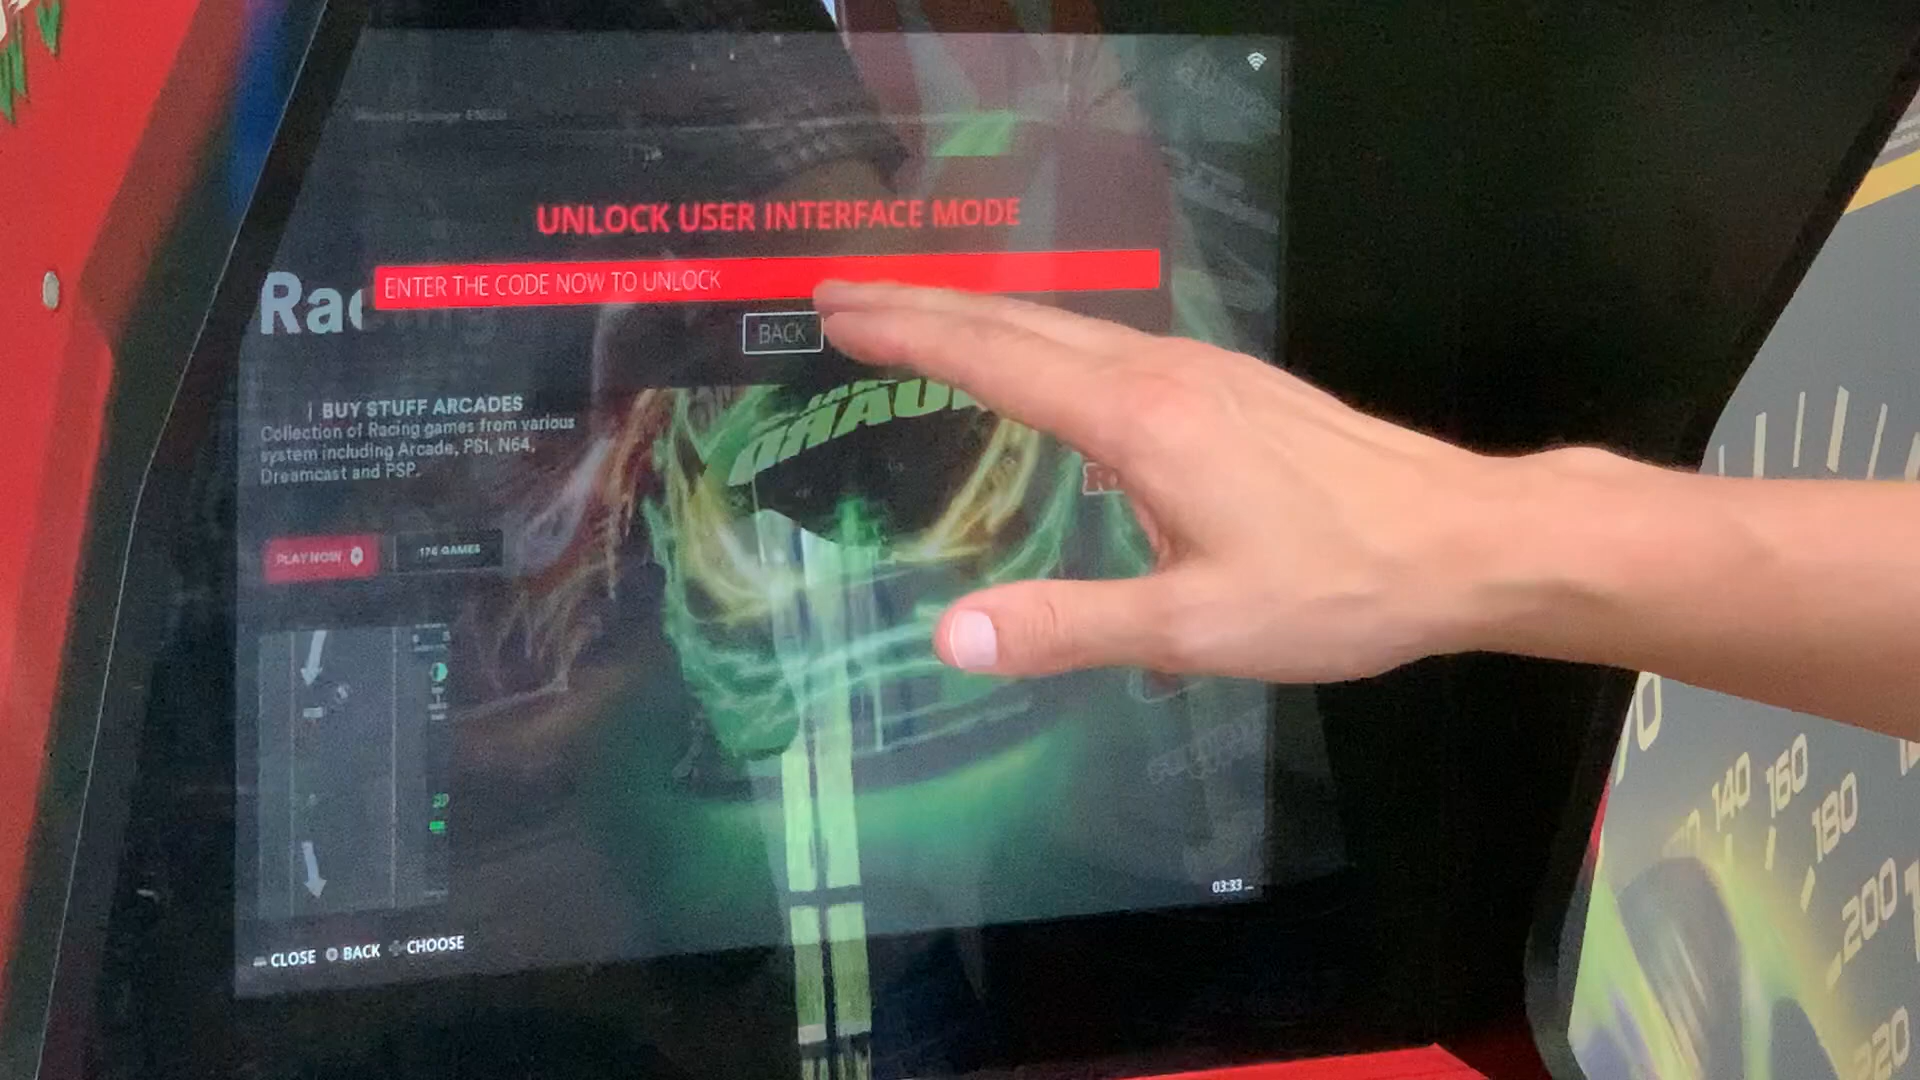 UNLOCK USER INTERFACE MODE
ENTER THE CODE NOW TO UNLOCK
BACK
| BUY STUFF ARCADES
Collection of Racing games from various
system including Arcade, PS1, N64,
Dreamcast and PSP.
PLAY NOW
176 GAMES
03:33
CLOSE BACK CHOOSE
140
160
180
200
220